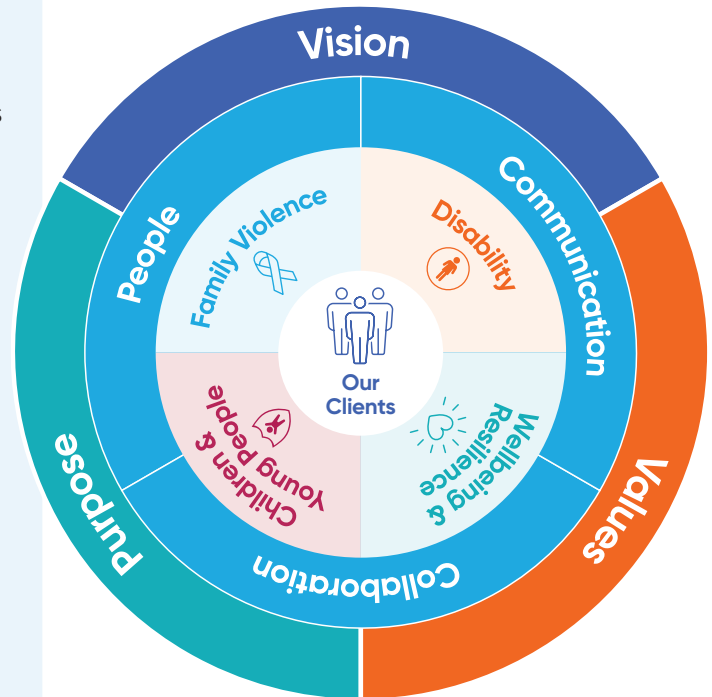 Vision
Communication
People
Family Violence
Disability
Our
Clients
Children &
Young People
Wellbeing &
Resilience
Purpose
Values
Collaboration
s